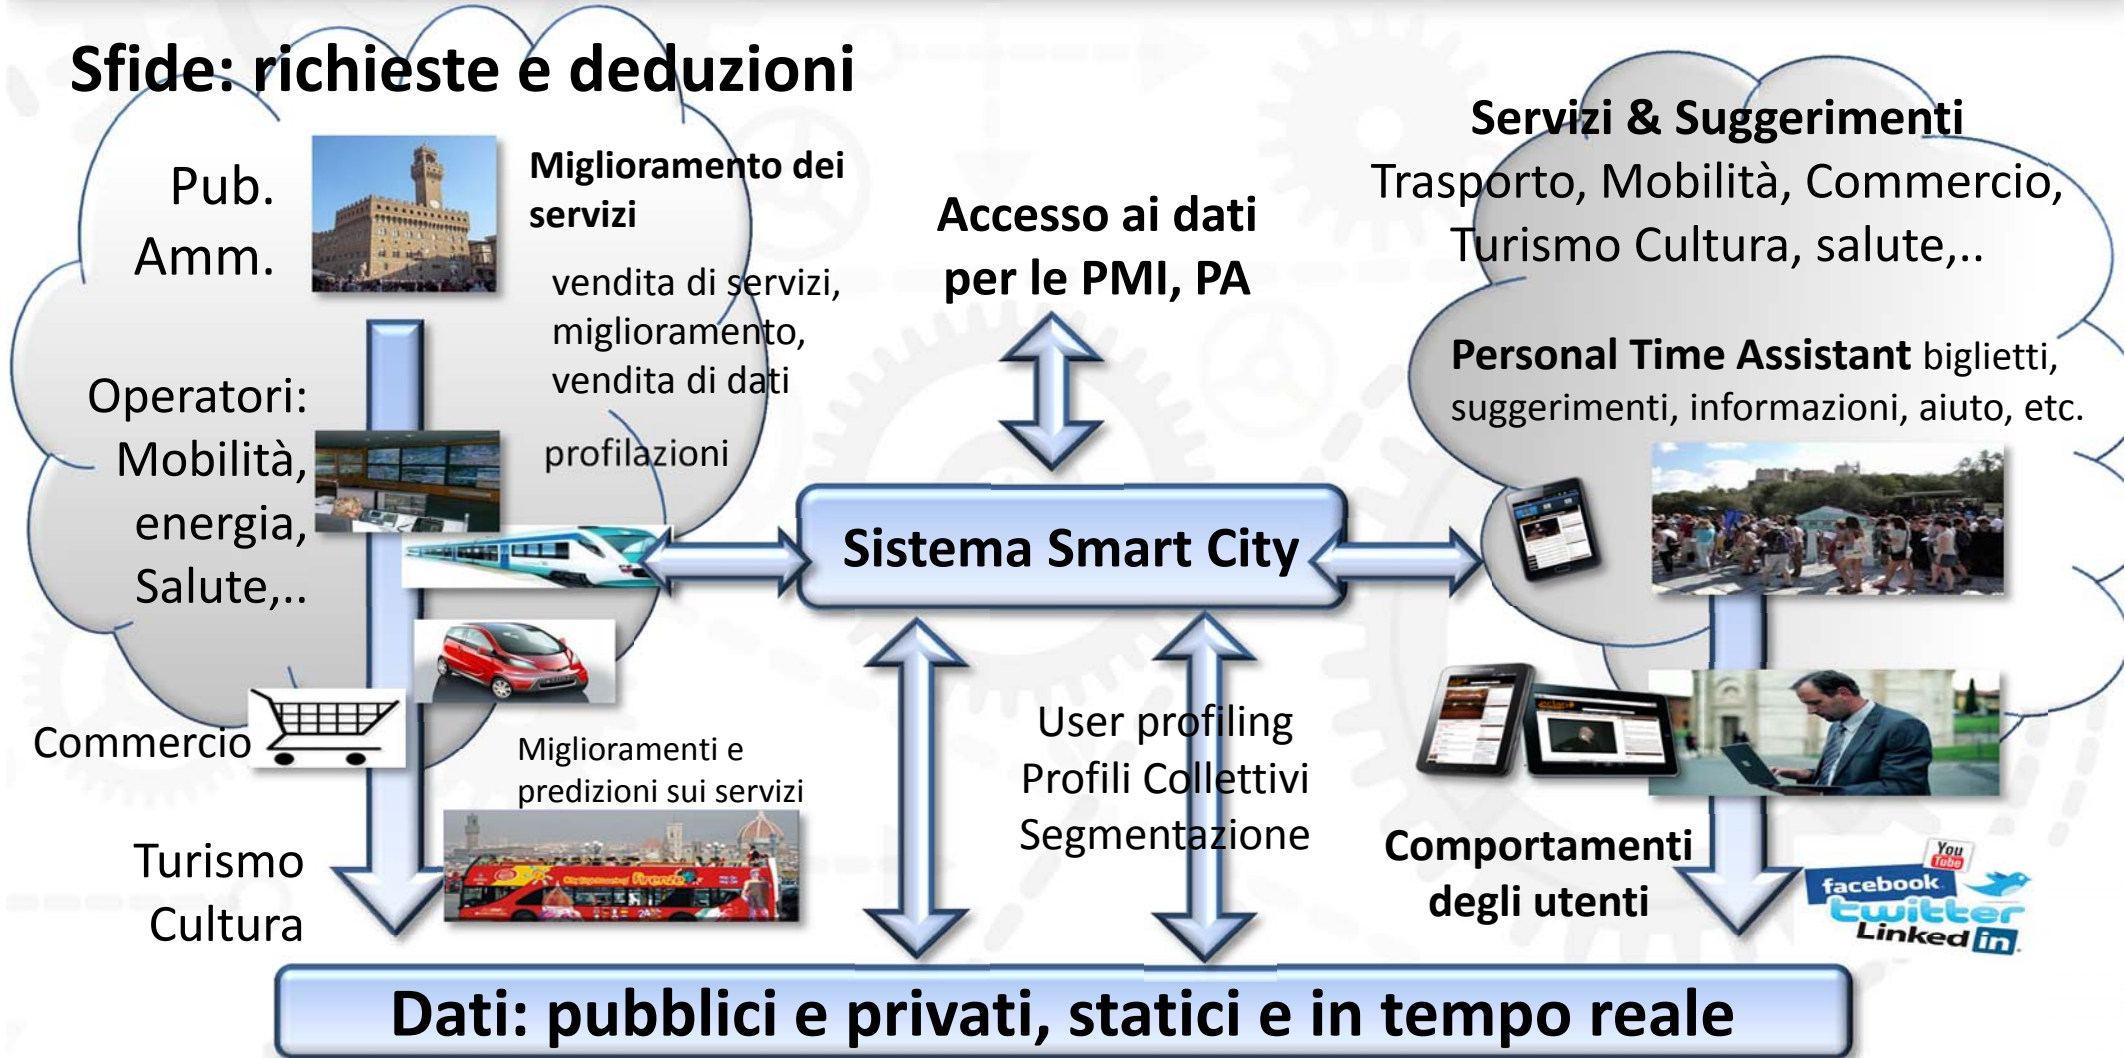 Sfide: richieste e deduzioni
Pub.
Amm.
Miglioramento dei
servizi
vendita di servizi,
miglioramento,
vendita di dati
profilazioni
Operatori:
Mobilità,
energia,
Salute,..
Commercio
Miglioramenti e
predizioni sui servizi
Turismo
Cultura
Firenze
Accesso ai dati
per le PMI, PA
Sistema Smart City
User profiling
Profili Collettivi
Segmentazione
Servizi & Suggerimenti
Trasporto, Mobilità, Commercio,
Turismo Cultura, salute,..
Personal Time Assistant biglietti,
suggerimenti, informazioni, aiuto, etc.
Comportamenti
degli utenti
You
Tube
facebook
twitter
Linked in.
Dati: pubblici e privati, statici e in tempo reale